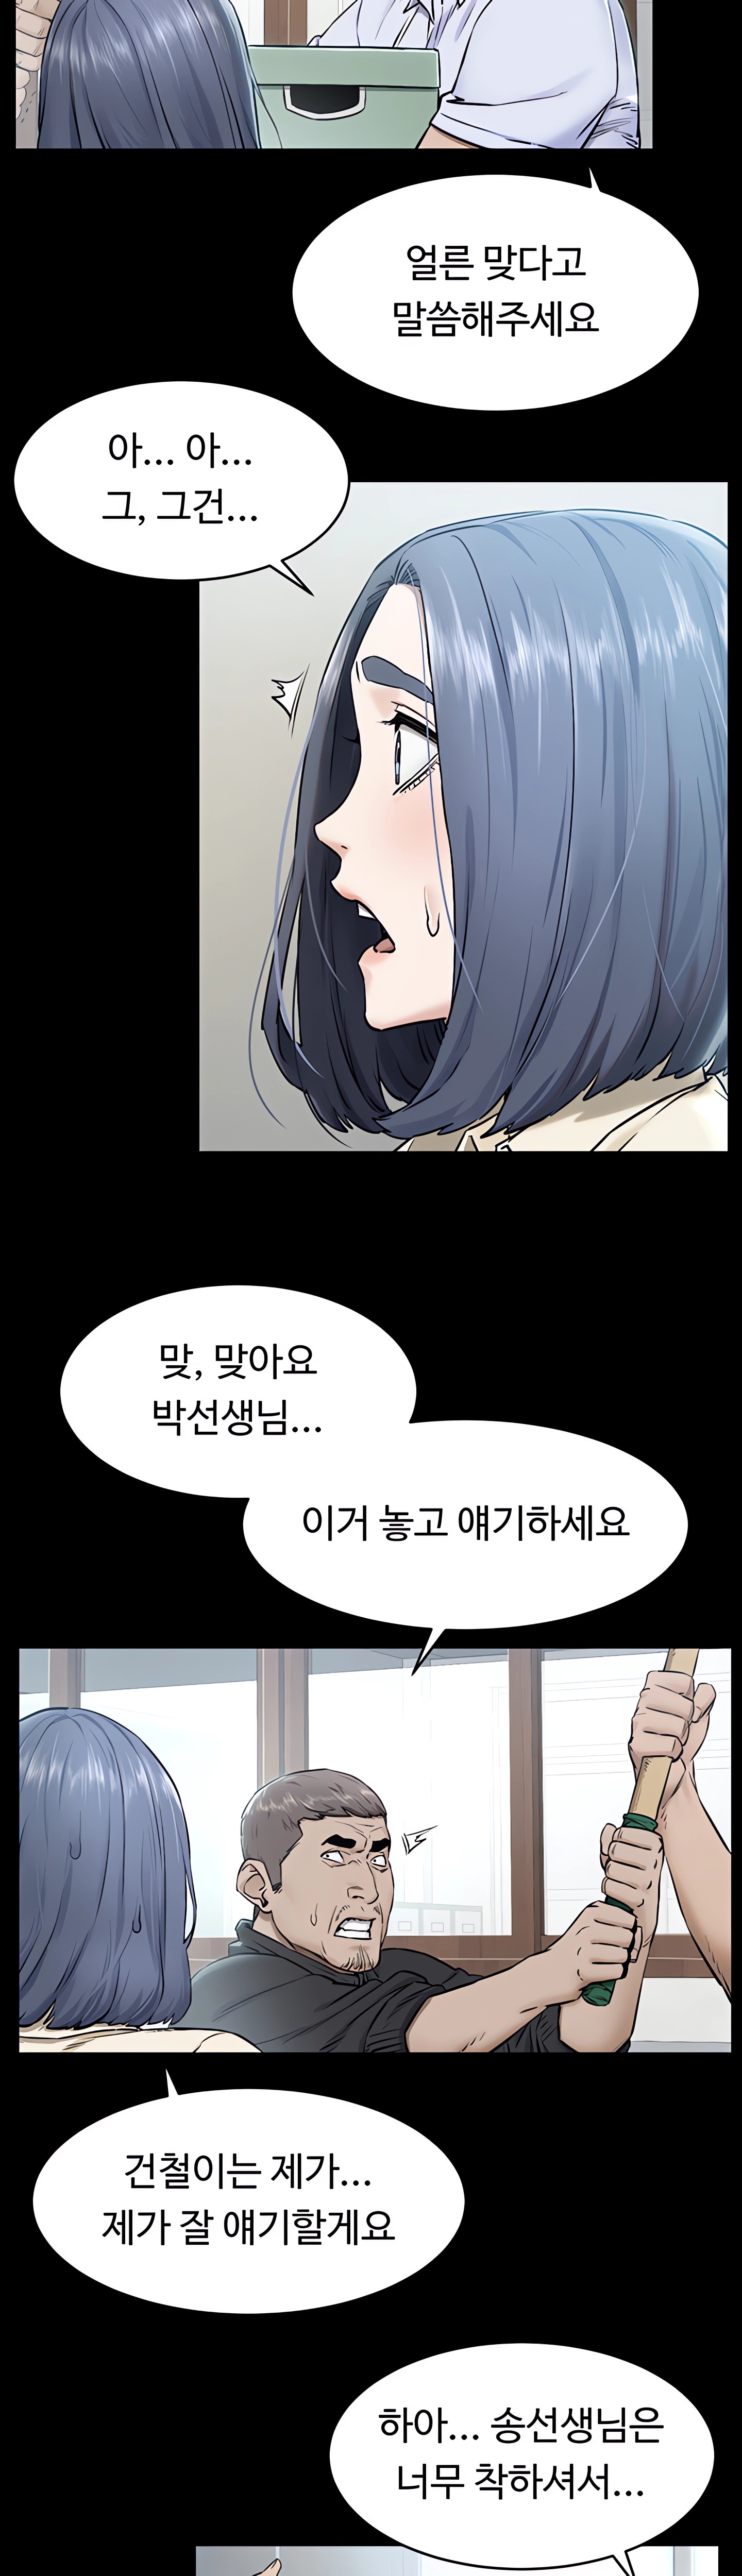 얼른 맞다고
말씀해주세요
아... 아...
그, 그건...
맞, 맞아요
박선생님...
이거 놓고 얘기하세요
건철이는 제가...
제가 잘 얘기할게요
하아... 송선생님은
너무 착하셔서...